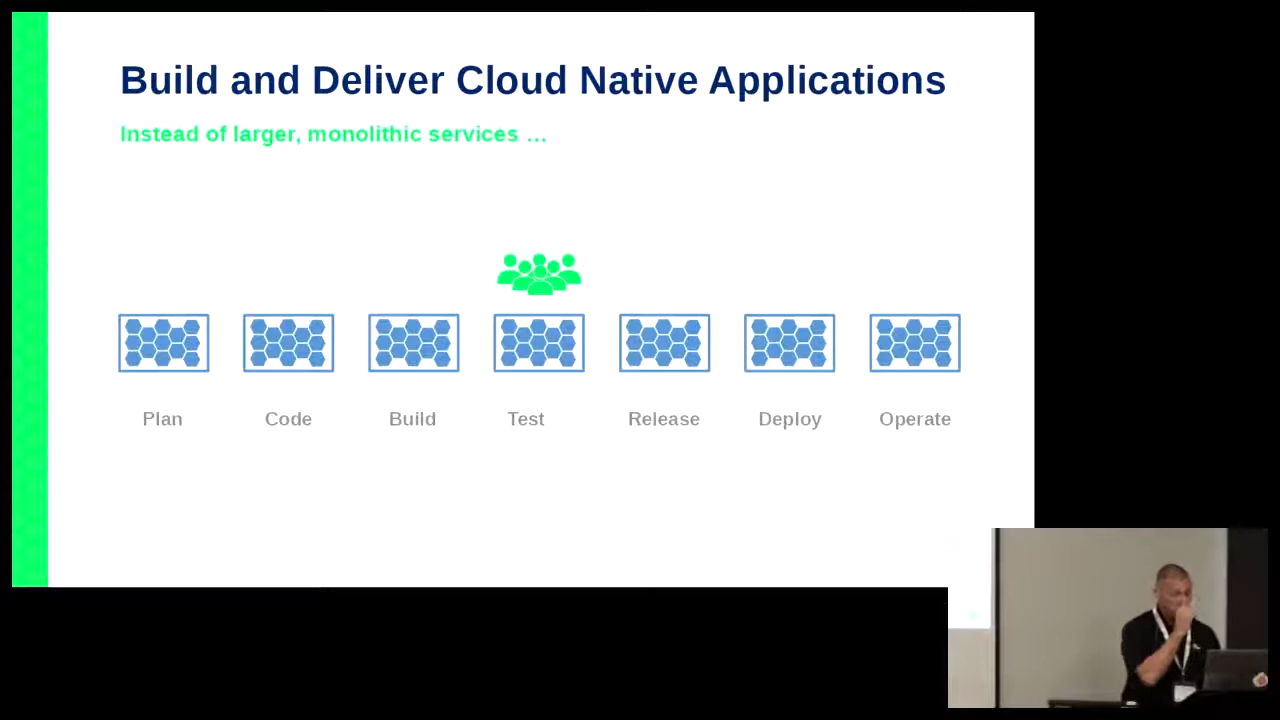 Build and Deliver Cloud Native Applications
Instead of larger, monolithic services ...
Plan Code Build Test Release Deploy Operate